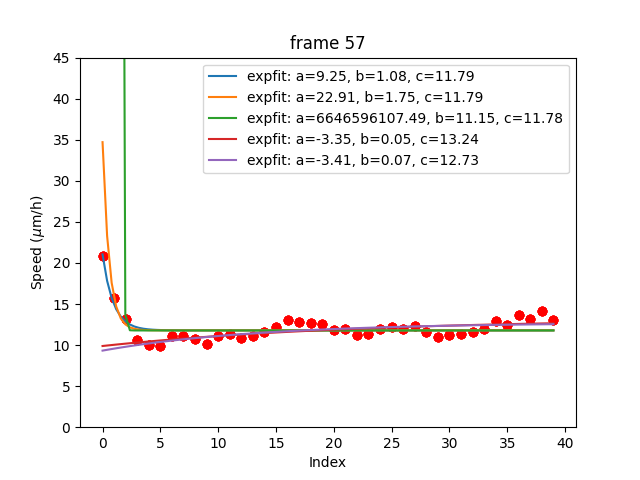 frame 57
expfit: a=9.25, b=1.08, c=11.79
expfit: a=22.91, b=1.75, c=11.79
expfit: a=6646596107.49, b=11.15, c=11.78
expfit: a=-3.35, b=0.05, c=13.24
expfit: a=-3.41, b=0.07, c=12.73
45
40
35
30
25
20
15
10
5
0
Speed (μm/h)
0 5 10 15 20 25 30 35 40
Index